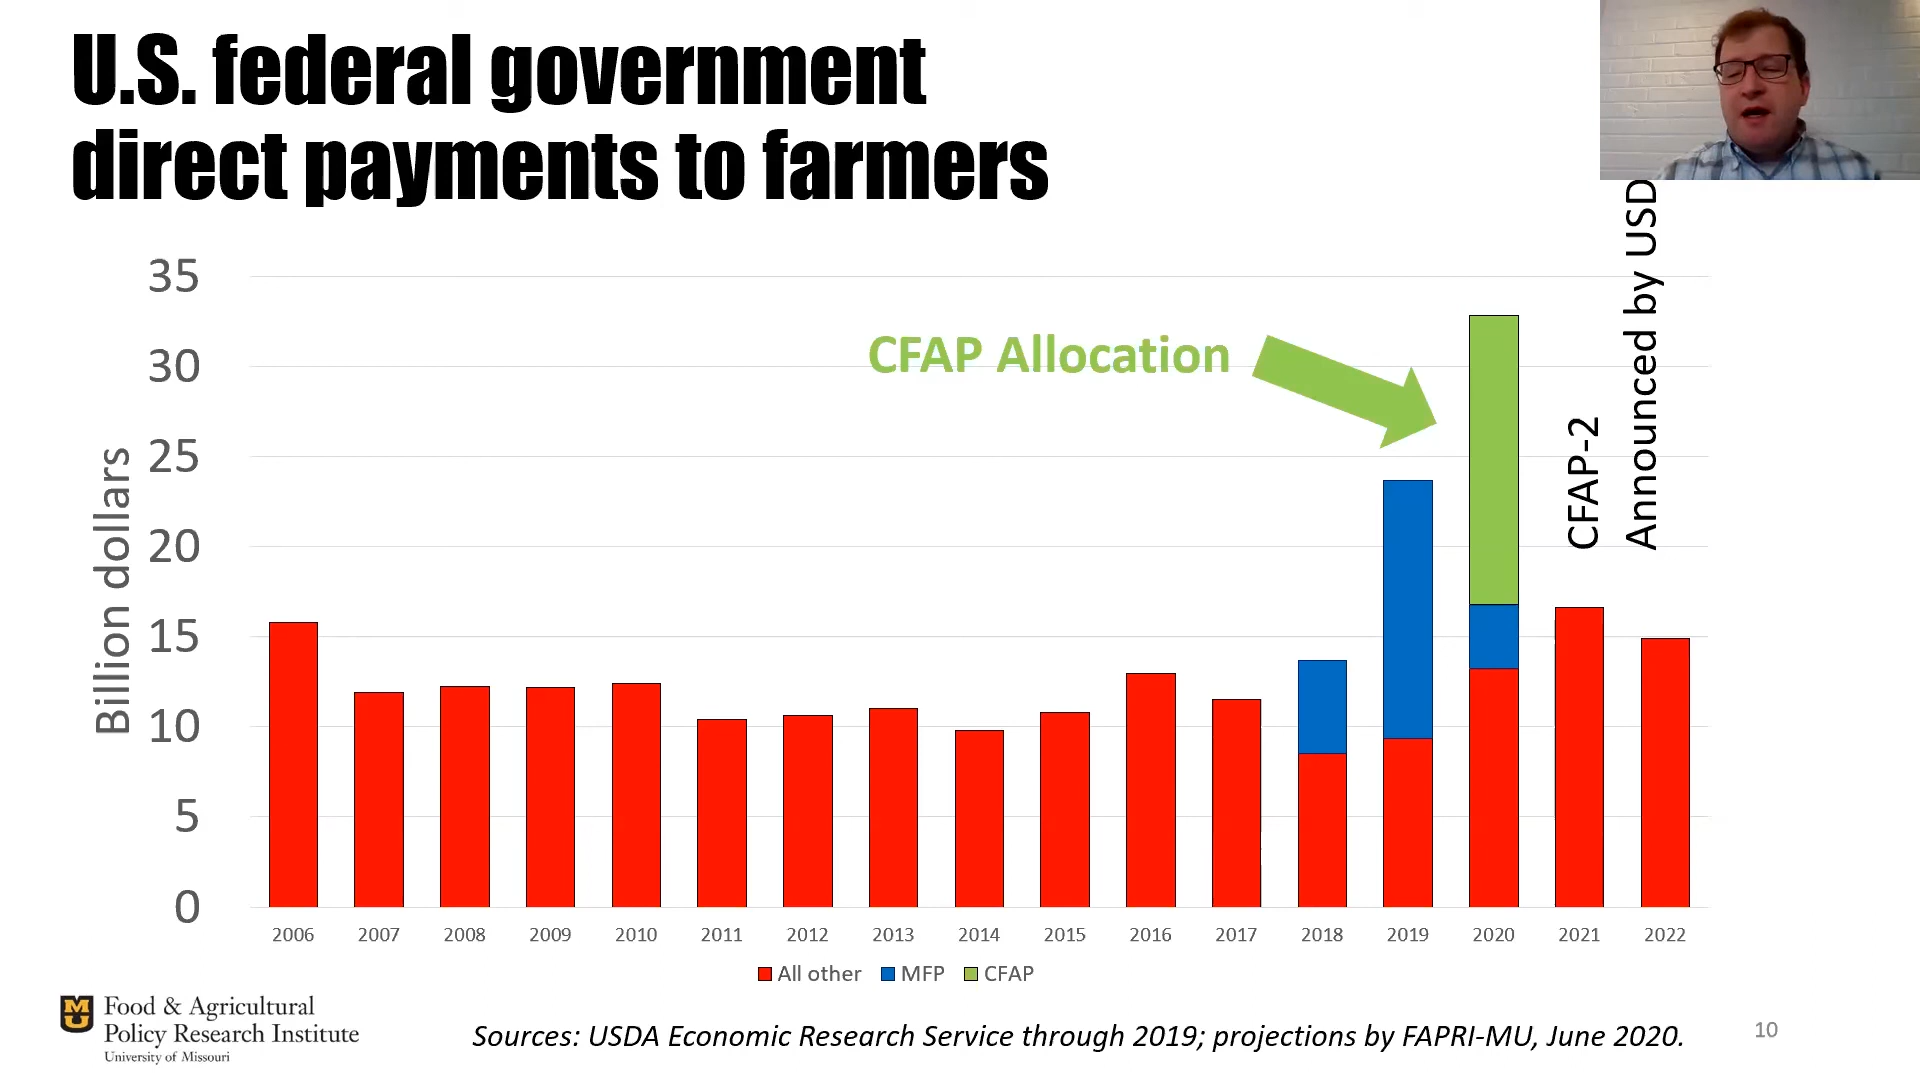 U.S. federal government
direct payments to farmers
35
30
25
20
15
10
5
0
Billion dollars
CFAP Allocation
CFAP-2
Announced by USD
2006 2007 2008 2009 2010 2011 2012 2013 2014 2015 2016 2017 2018 2019 2020 2021 2022
All other MFP CFAP
Food & Agricultural
Policy Research Institute
University of Missouri
Sources: USDA Economic Research Service through 2019; projections by FAPRI-MU, June 2020.
10